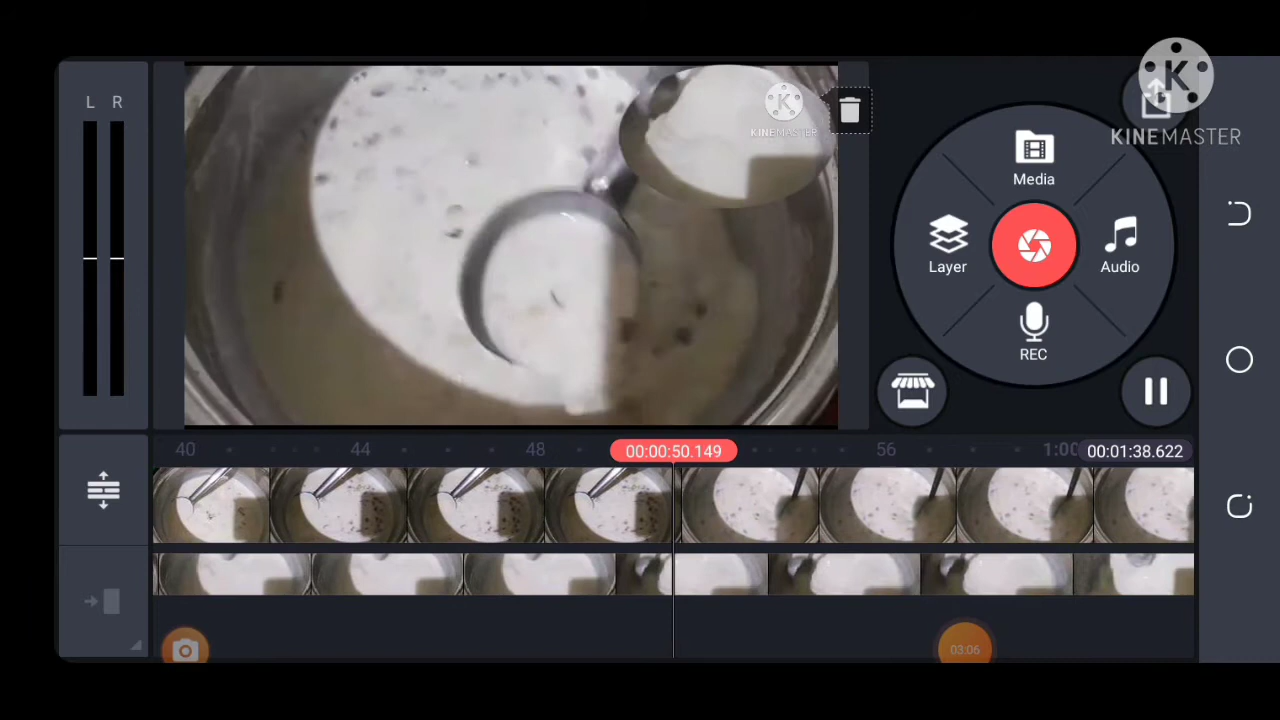 L R
KINEMASTER
KINEMASTER
Media
Layer
Audio
REC
40 44 48 00:00:50.149 56 1:00 00:01:38.622
03:06